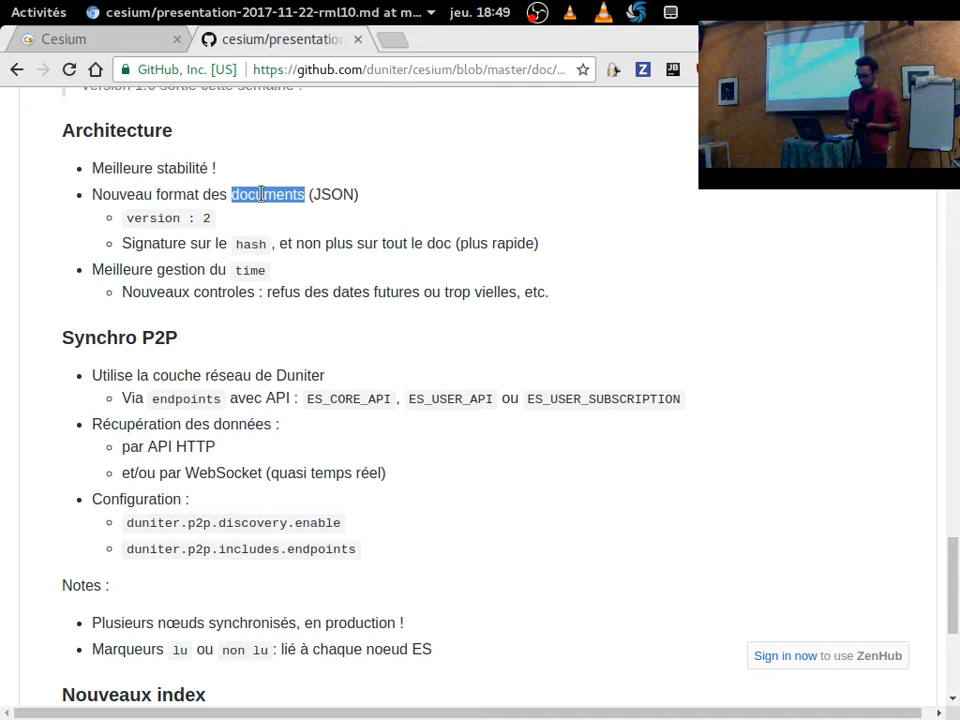 Activités
cesium/presentation-2017-11-22-rml10.md at m...
jeu. 18:49
Cesium
cesium/presentation
GitHub, Inc. [US]
https://github.com/duniter/cesium/blob/master/doc/...
Version 1.0 sortie cette semaine !
Architecture
Meilleure stabilité !
Nouveau format des documents (JSON)
version : 2
Signature sur le hash, et non plus sur tout le doc (plus rapide)
Meilleure gestion du time
Nouveaux controles : refus des dates futures ou trop vielles, etc.
Synchro P2P
Utilise la couche réseau de Duniter
Via endpoints avec API : ES_CORE_API, ES_USER_API ou ES_USER_SUBSCRIPTION
Récupération des données :
par API HTTP
et/ou par WebSocket (quasi temps réel)
Configuration :
duniter.p2p.discovery.enable
duniter.p2p.includes.endpoints
Notes :
Plusieurs nœuds synchronisés, en production !
Marqueurs lu ou non lu : lié à chaque noeud ES
Sign in now to use ZenHub
Nouveaux index